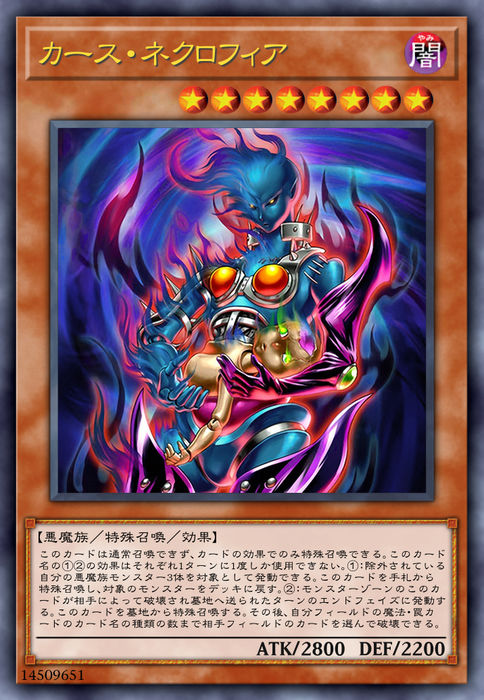 カース・ネクロフィア
やみ
闇
【悪魔族／特殊召喚／効果】
このカードは通常召喚できず、カードの効果でのみ特殊召喚できる。このカード
名の①②の効果はそれぞれ1ターンに1度しか使用できない。①：除外されている
自分の悪魔族モンスター3体を対象として発動できる。このカードを手札から
特殊召喚し、対象のモンスターをデッキに戻す。②：モンスターゾーンのこのカ
ードが相手によって破壊され墓地へ送られたターンのエンドフェイズに発動す
る。このカードを墓地から特殊召喚する。その後、自分フィールドの魔法・罠カ
ードのカード名の種類の数まで相手フィールドのカードを選んで破壊できる。
ATK/2800 DEF/2200
14509651